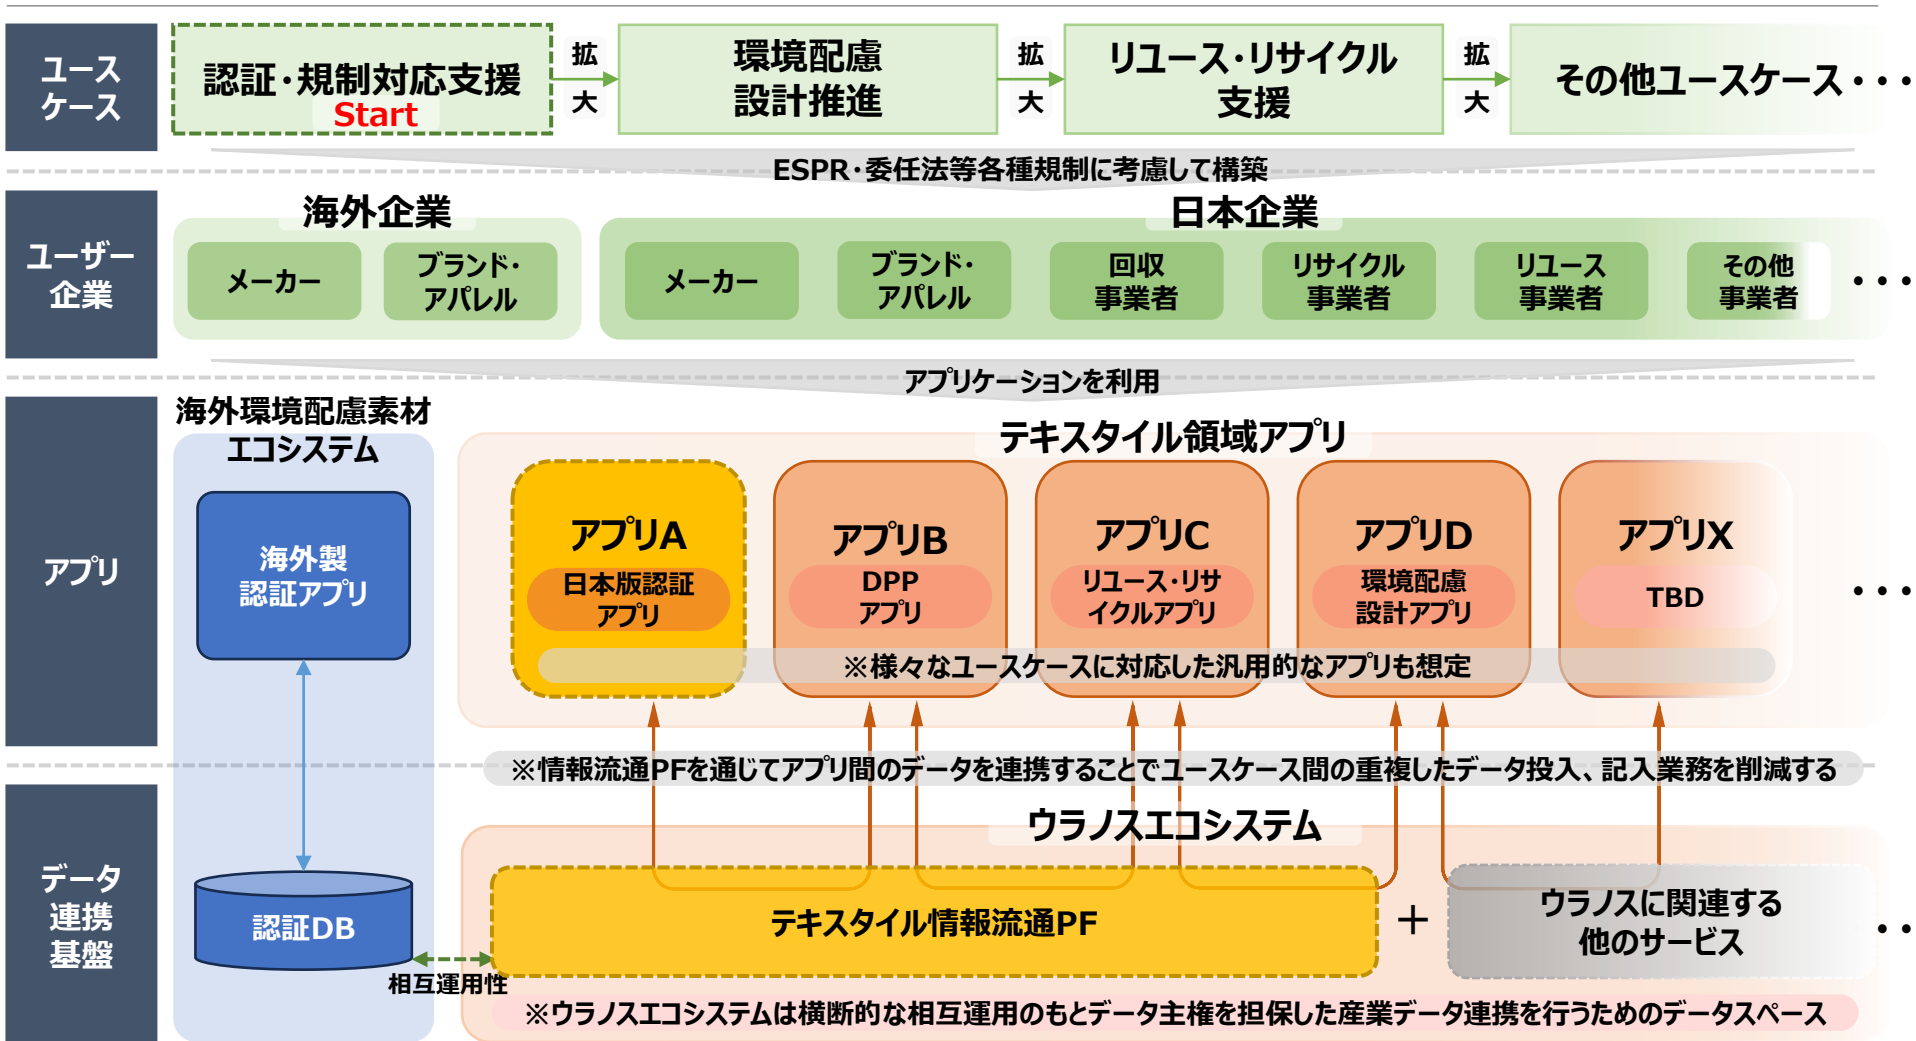 ユース
ケース
認証・規制対応支援
Start
拡
大
環境配慮
設計推進
拡
大
リユース・リサイクル
支援
拡
大
その他ユースケース・・・
ESPR・委任法等各種規制に考慮して構築
ユーザー
企業
海外企業
メーカー
ブランド・
アパレル
日本企業
メーカー
ブランド・
アパレル
回収
事業者
リサイクル
事業者
リユース
事業者
その他
事業者
・・・
アプリケーションを利用
アプリ
海外環境配慮素材
エコシステム
海外製
認証アプリ
テキスタイル領域アプリ
アプリA
日本版認証
アプリ
アプリB
DPP
アプリ
アプリC
リユース・リサ
イクルアプリ
アプリD
環境配慮
設計アプリ
アプリX
TBD
・・・
※様々なユースケースに対応した汎用的なアプリも想定
※情報流通PFを通じてアプリ間のデータを連携することでユースケース間の重複したデータ投入、記入業務を削減する
データ
連携
基盤
認証DB
相互運用性
ウラノスエコシステム
テキスタイル情報流通PF
＋
ウラノスに関連する
他のサービス
・・
※ウラノスエコシステムは横断的な相互運用のもとデータ主権を担保した産業データ連携を行うためのデータスペース